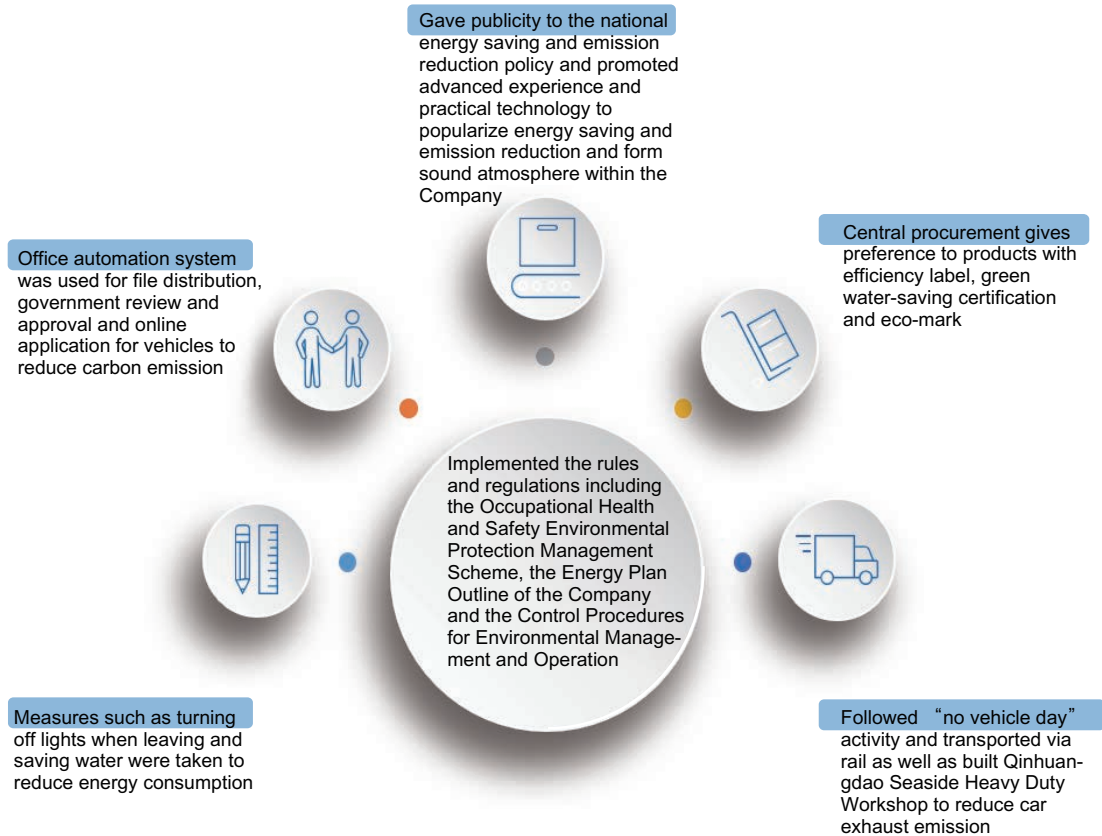 Gave publicity to the national
energy saving and emission
reduction policy and promoted
advanced experience and
practical technology to
popularize energy saving and
emission reduction and form
sound atmosphere within the
Company
Office automation system
was used for file distribution,
government review and
approval and online
application for vehicles to
reduce carbon emission
Central procurement gives
preference to products with
efficiency label, green
water-saving certification
and eco-mark
Implemented the rules
and regulations including
the Occupational Health
and Safety Environmental
Protection Management
Scheme, the Energy Plan
Outline of the Company
and the Control Procedures
for Environmental Manage-
ment and Operation
Measures such as turning
off lights when leaving and
saving water were taken to
reduce energy consumption
Followed “no vehicle day”
activity and transported via
rail as well as built Qinhuan-
gdao Seaside Heavy Duty
Workshop to reduce car
exhaust emission